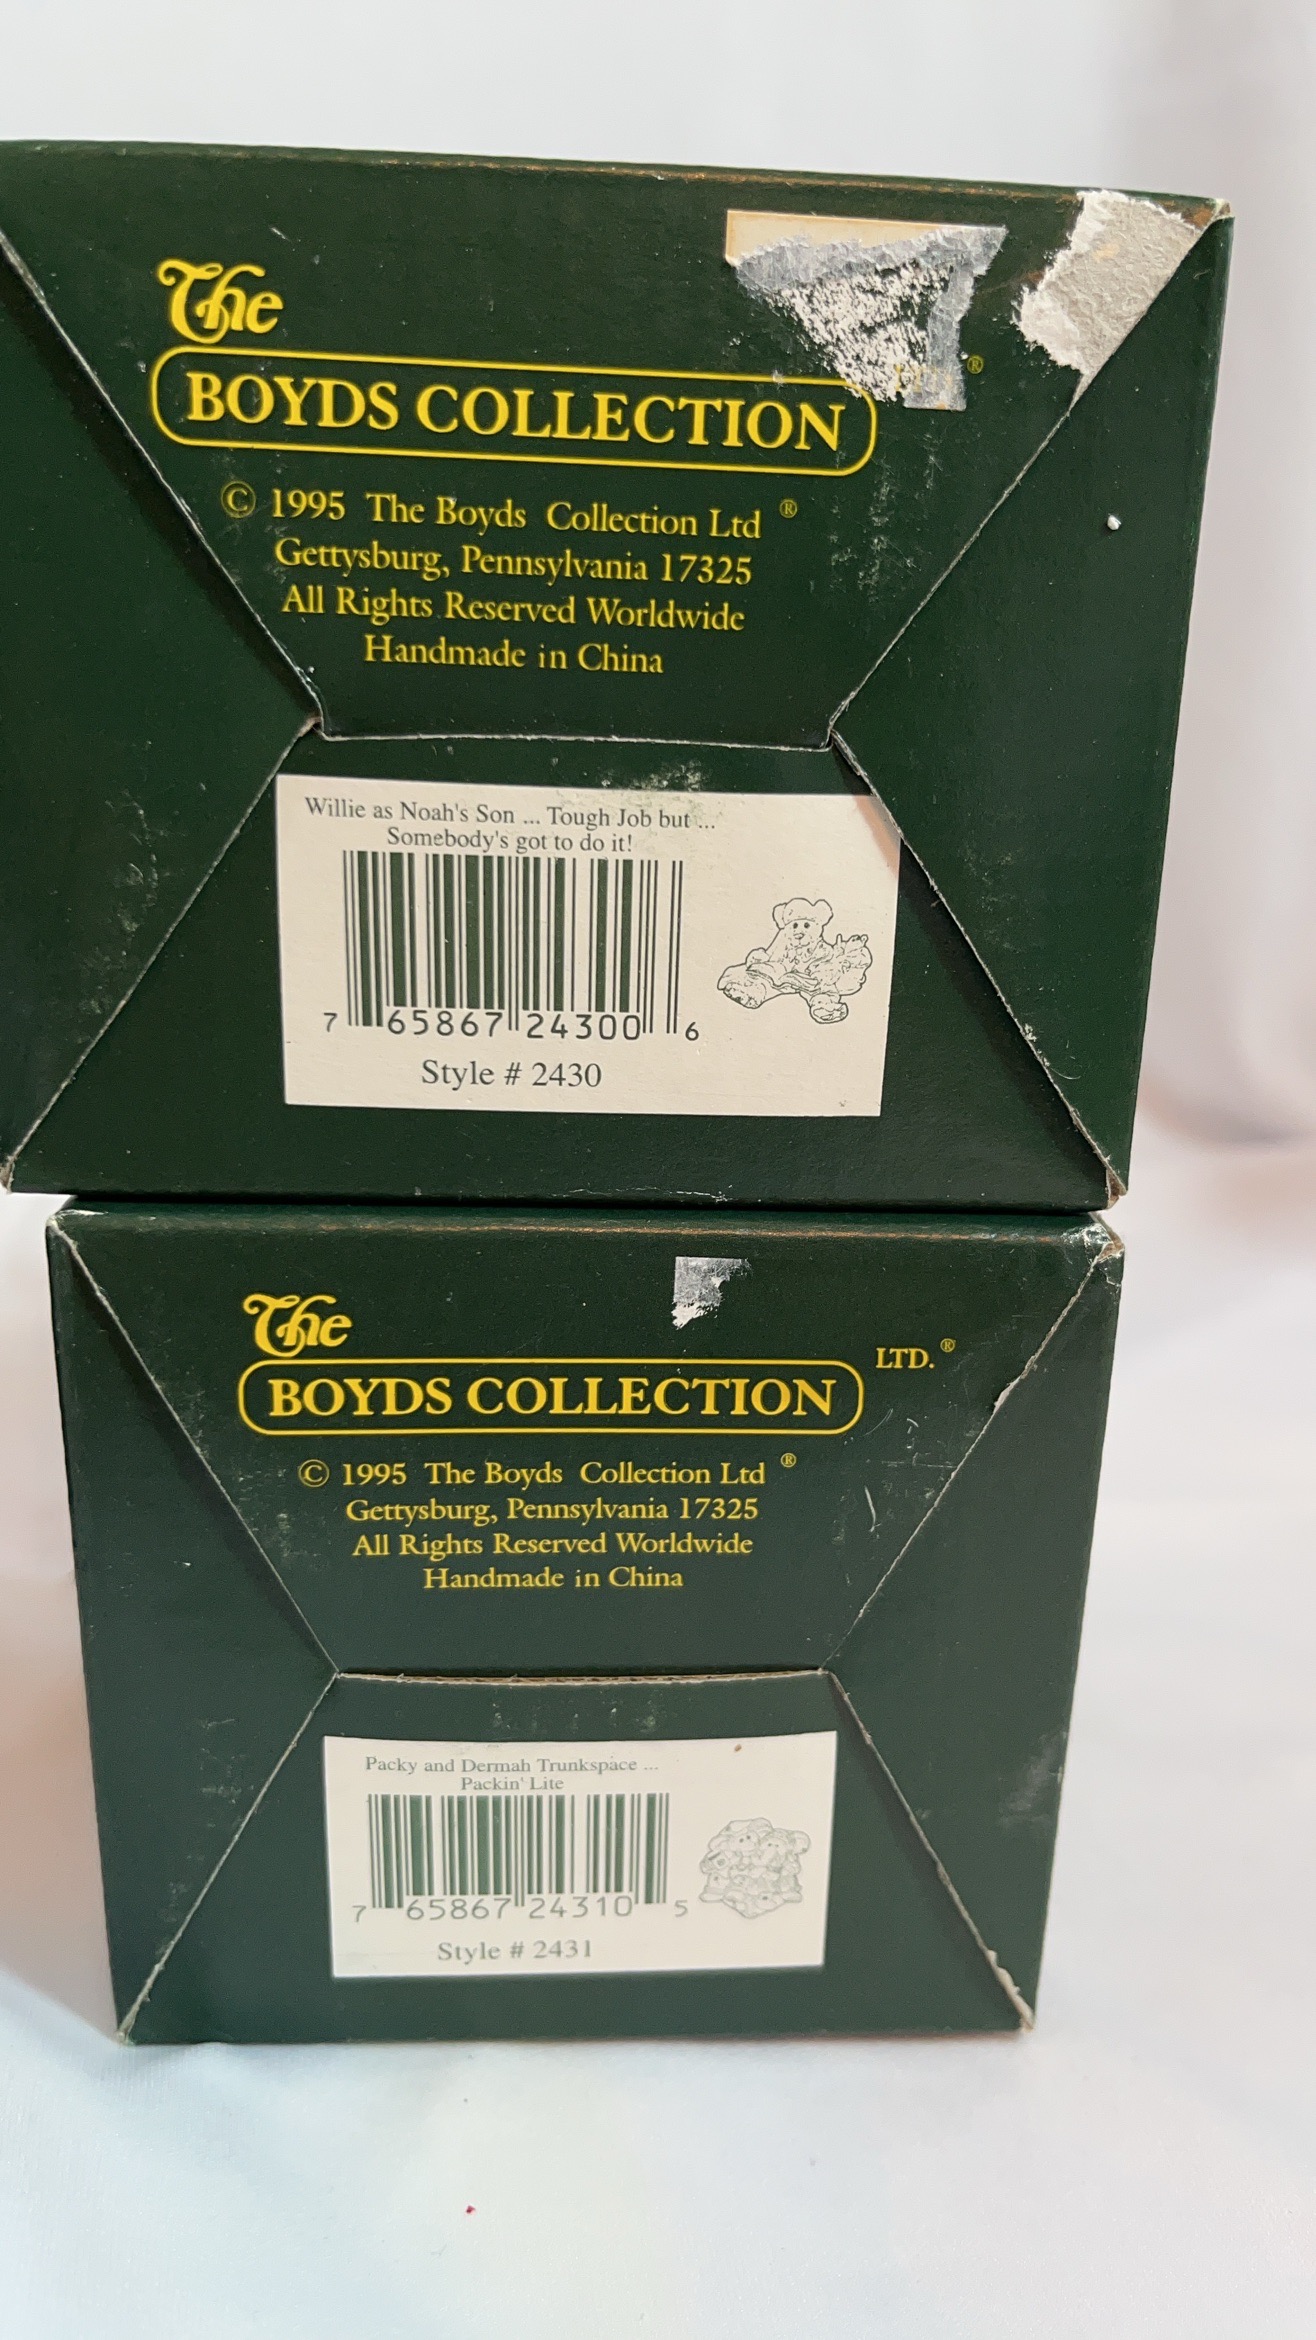 The
BOYDS COLLECTION ®
© 1995 The Boyds Collection Ltd ®
Gettysburg, Pennsylvania 17325
All Rights Reserved Worldwide
Handmade in China
Willie as Noah's Son ... Tough Job but ...
Somebody's got to do it!
7 65867 24300 6
Style # 2430
The
BOYDS COLLECTION LTD. ®
© 1995 The Boyds Collection Ltd ®
Gettysburg, Pennsylvania 17325
All Rights Reserved Worldwide
Handmade in China
Packy and Dermah Trunkspace ...
Packin' Lite
7 65867 24310 5
Style # 2431